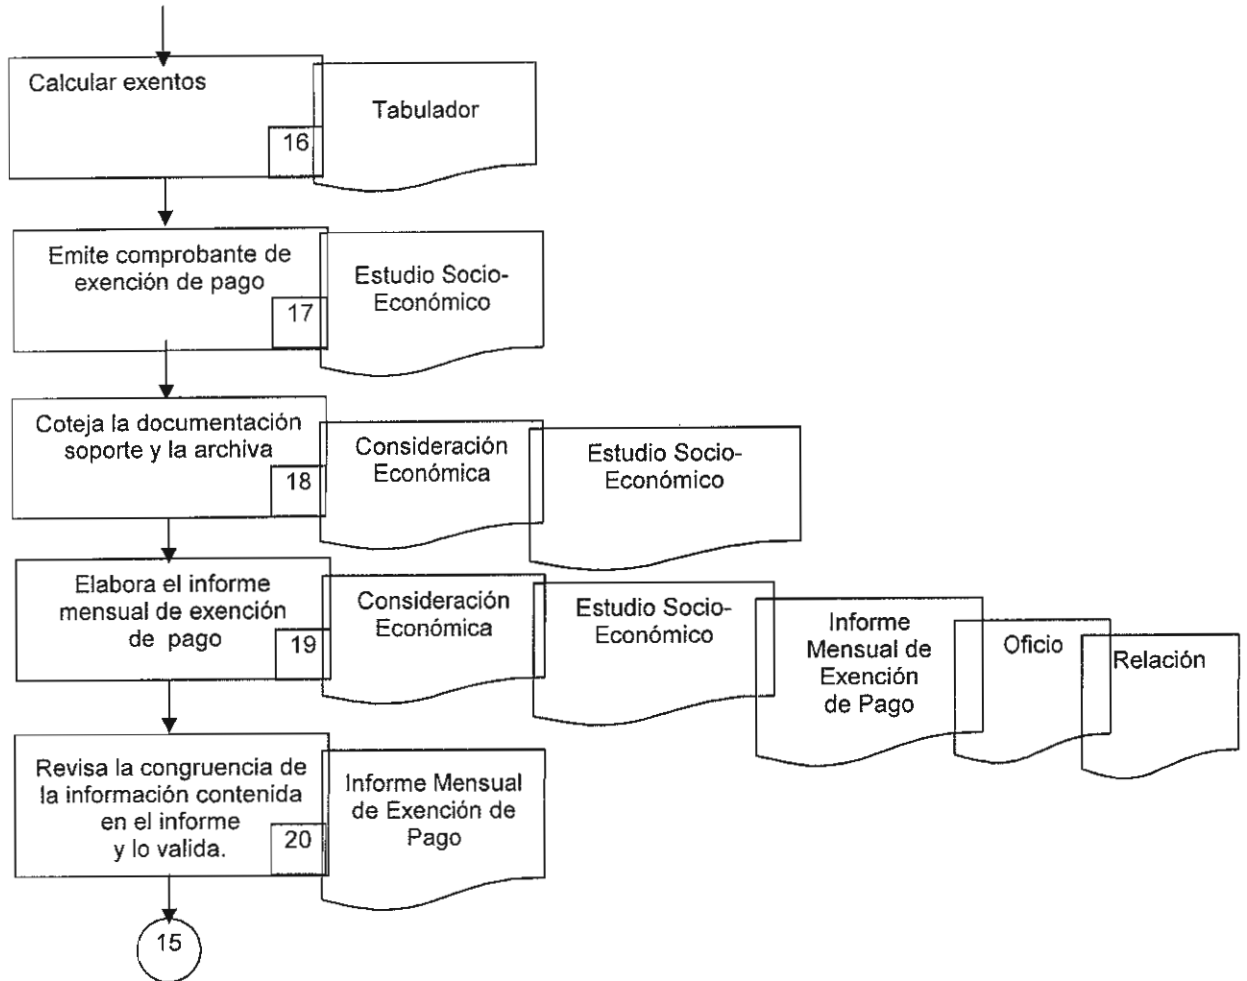 Calcular exentos
16
Tabulador
Emite comprobante de
exención de pago
17
Estudio Socio-
Económico
Coteja la documentación
soporte y la archiva
18
Consideración
Económica
Estudio Socio-
Económico
Elabora el informe
mensual de exención
de pago
19
Consideración
Económica
Estudio Socio-
Económico
Informe
Mensual de
Exención
de Pago
Oficio
Relación
Revisa la congruencia de
la información contenida
en el informe
y lo valida.
20
Informe Mensual
de Exención de
Pago
15